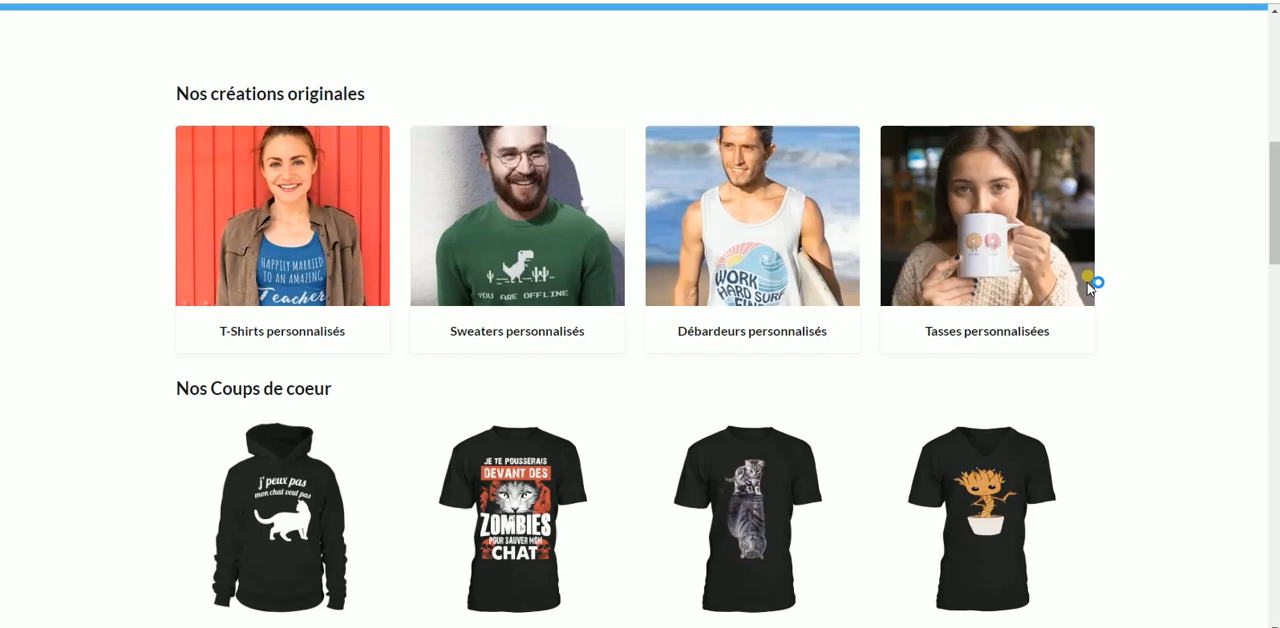 Nos créations originales
HAPPILY MARRIED
TO AN AMAZING
Teacher
YOU ARE OFFLINE
WORK
HARD SURF
T-Shirts personnalisés
Sweaters personnalisés
Débardeurs personnalisés
Tasses personnalisées
Nos Coups de coeur
j'peux pas
mon chat veut pas
JE TE POUSSERAIS
DEVANT DES
ZOMBIES
POUR SAUVER MON
CHAT